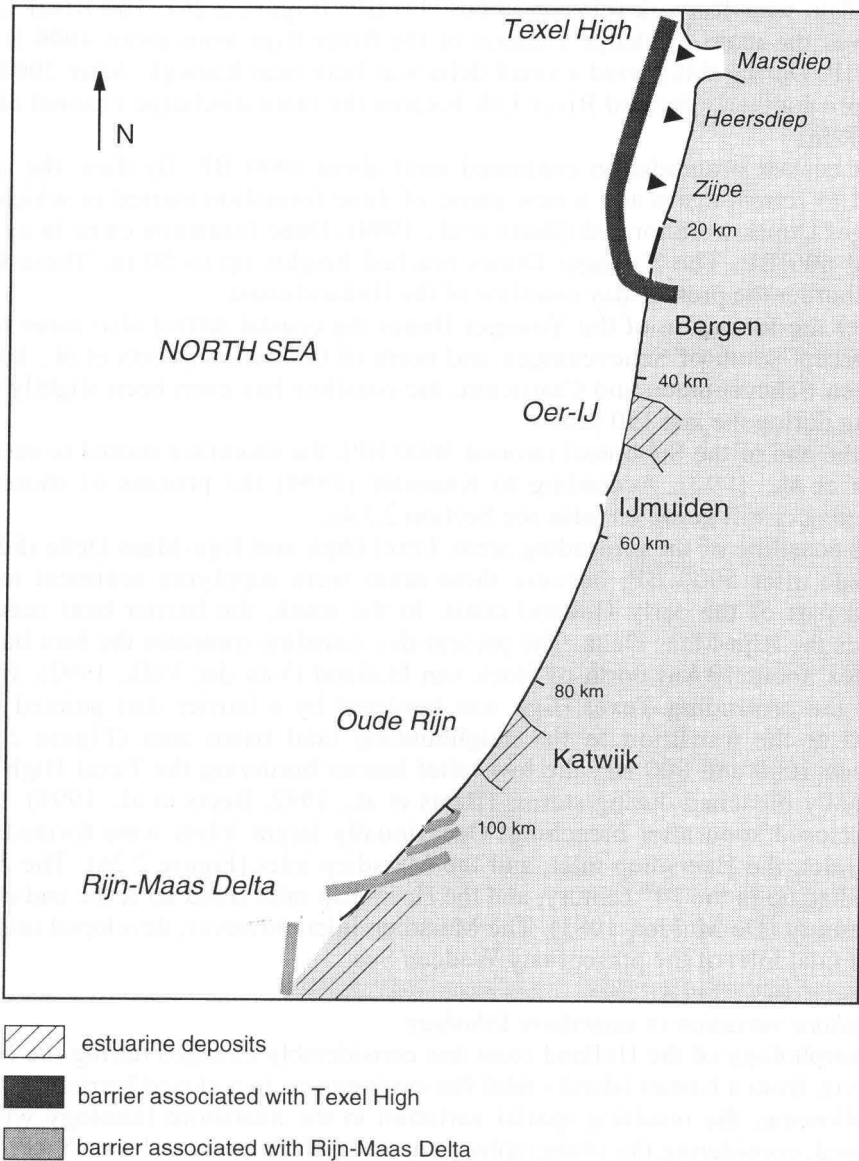 Texel High
Marsdiep
Heersdiep
Zijpe
N
20 km
Bergen
NORTH SEA
40 km
Oer-IJ
IJmuiden
60 km
80 km
Oude Rijn
Katwijk
100 km
Rijn-Maas Delta
estuarine deposits
barrier associated with Texel High
barrier associated with Rijn-Maas Delta